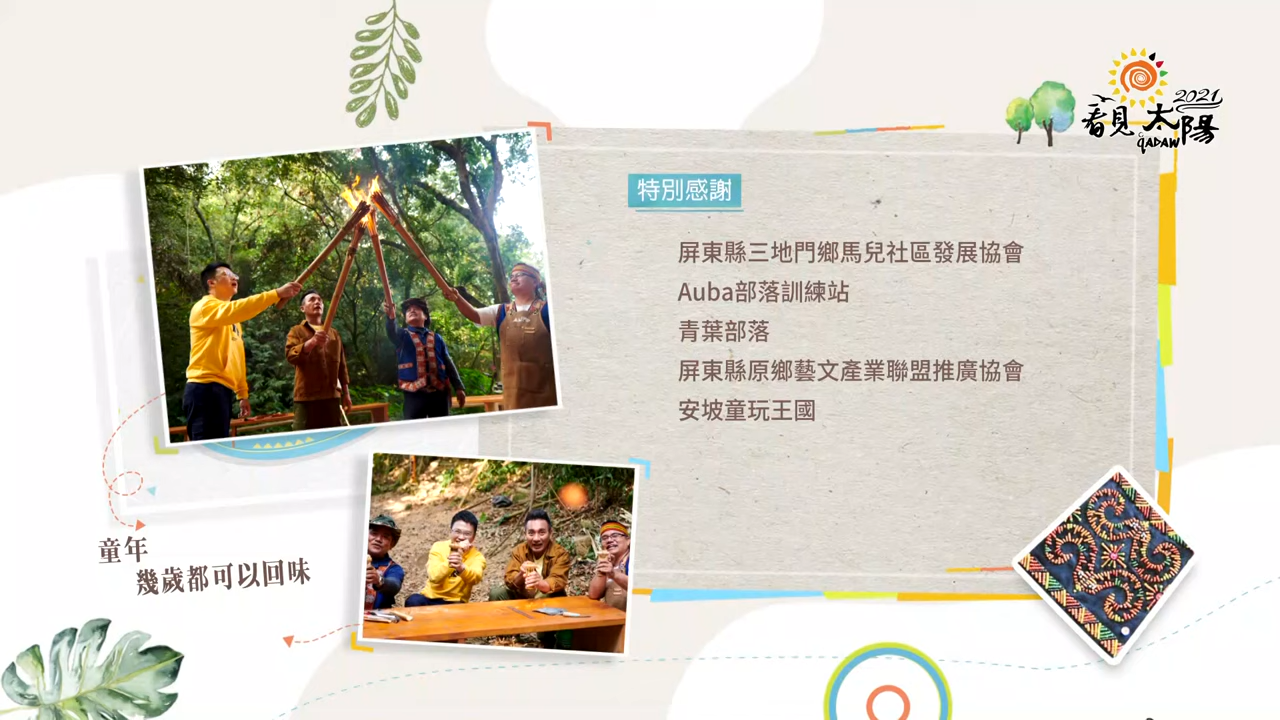 2021
看見太陽
qADAW
特別感謝
屏東縣三地門鄉馬兒社區發展協會
Auba部落訓練站
青葉部落
屏東縣原鄉藝文產業聯盟推廣協會
安坡童玩王國
童年
幾歲都可以回味